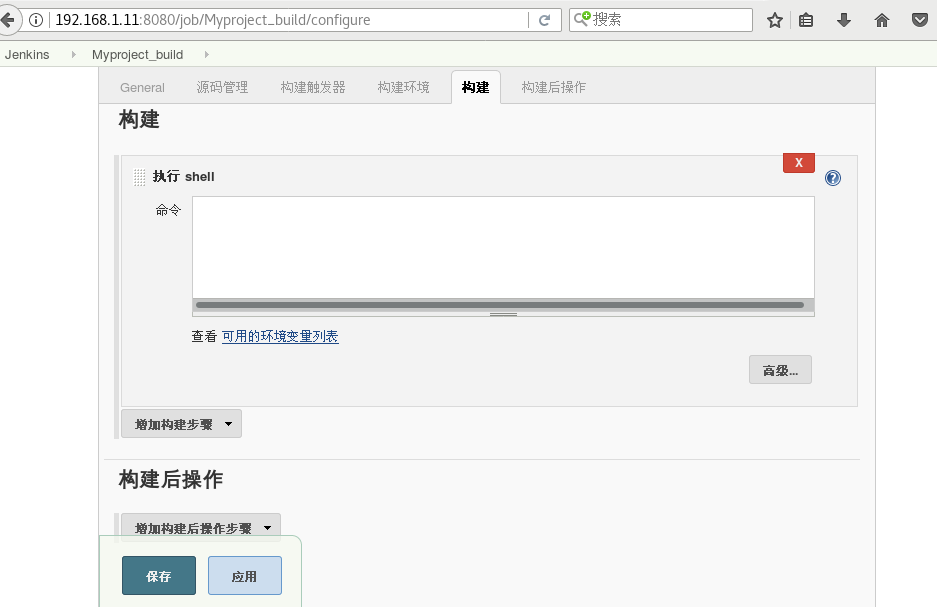 192.168.1.11:8080/job/Myproject_build/configure
搜索
Jenkins Myproject_build
General 源码管理 构建触发器 构建环境 构建 构建后操作
构建
X
执行 shell
?
命令
查看 可用的环境变量列表
高级...
增加构建步骤
构建后操作
增加构建后操作步骤
保存 应用